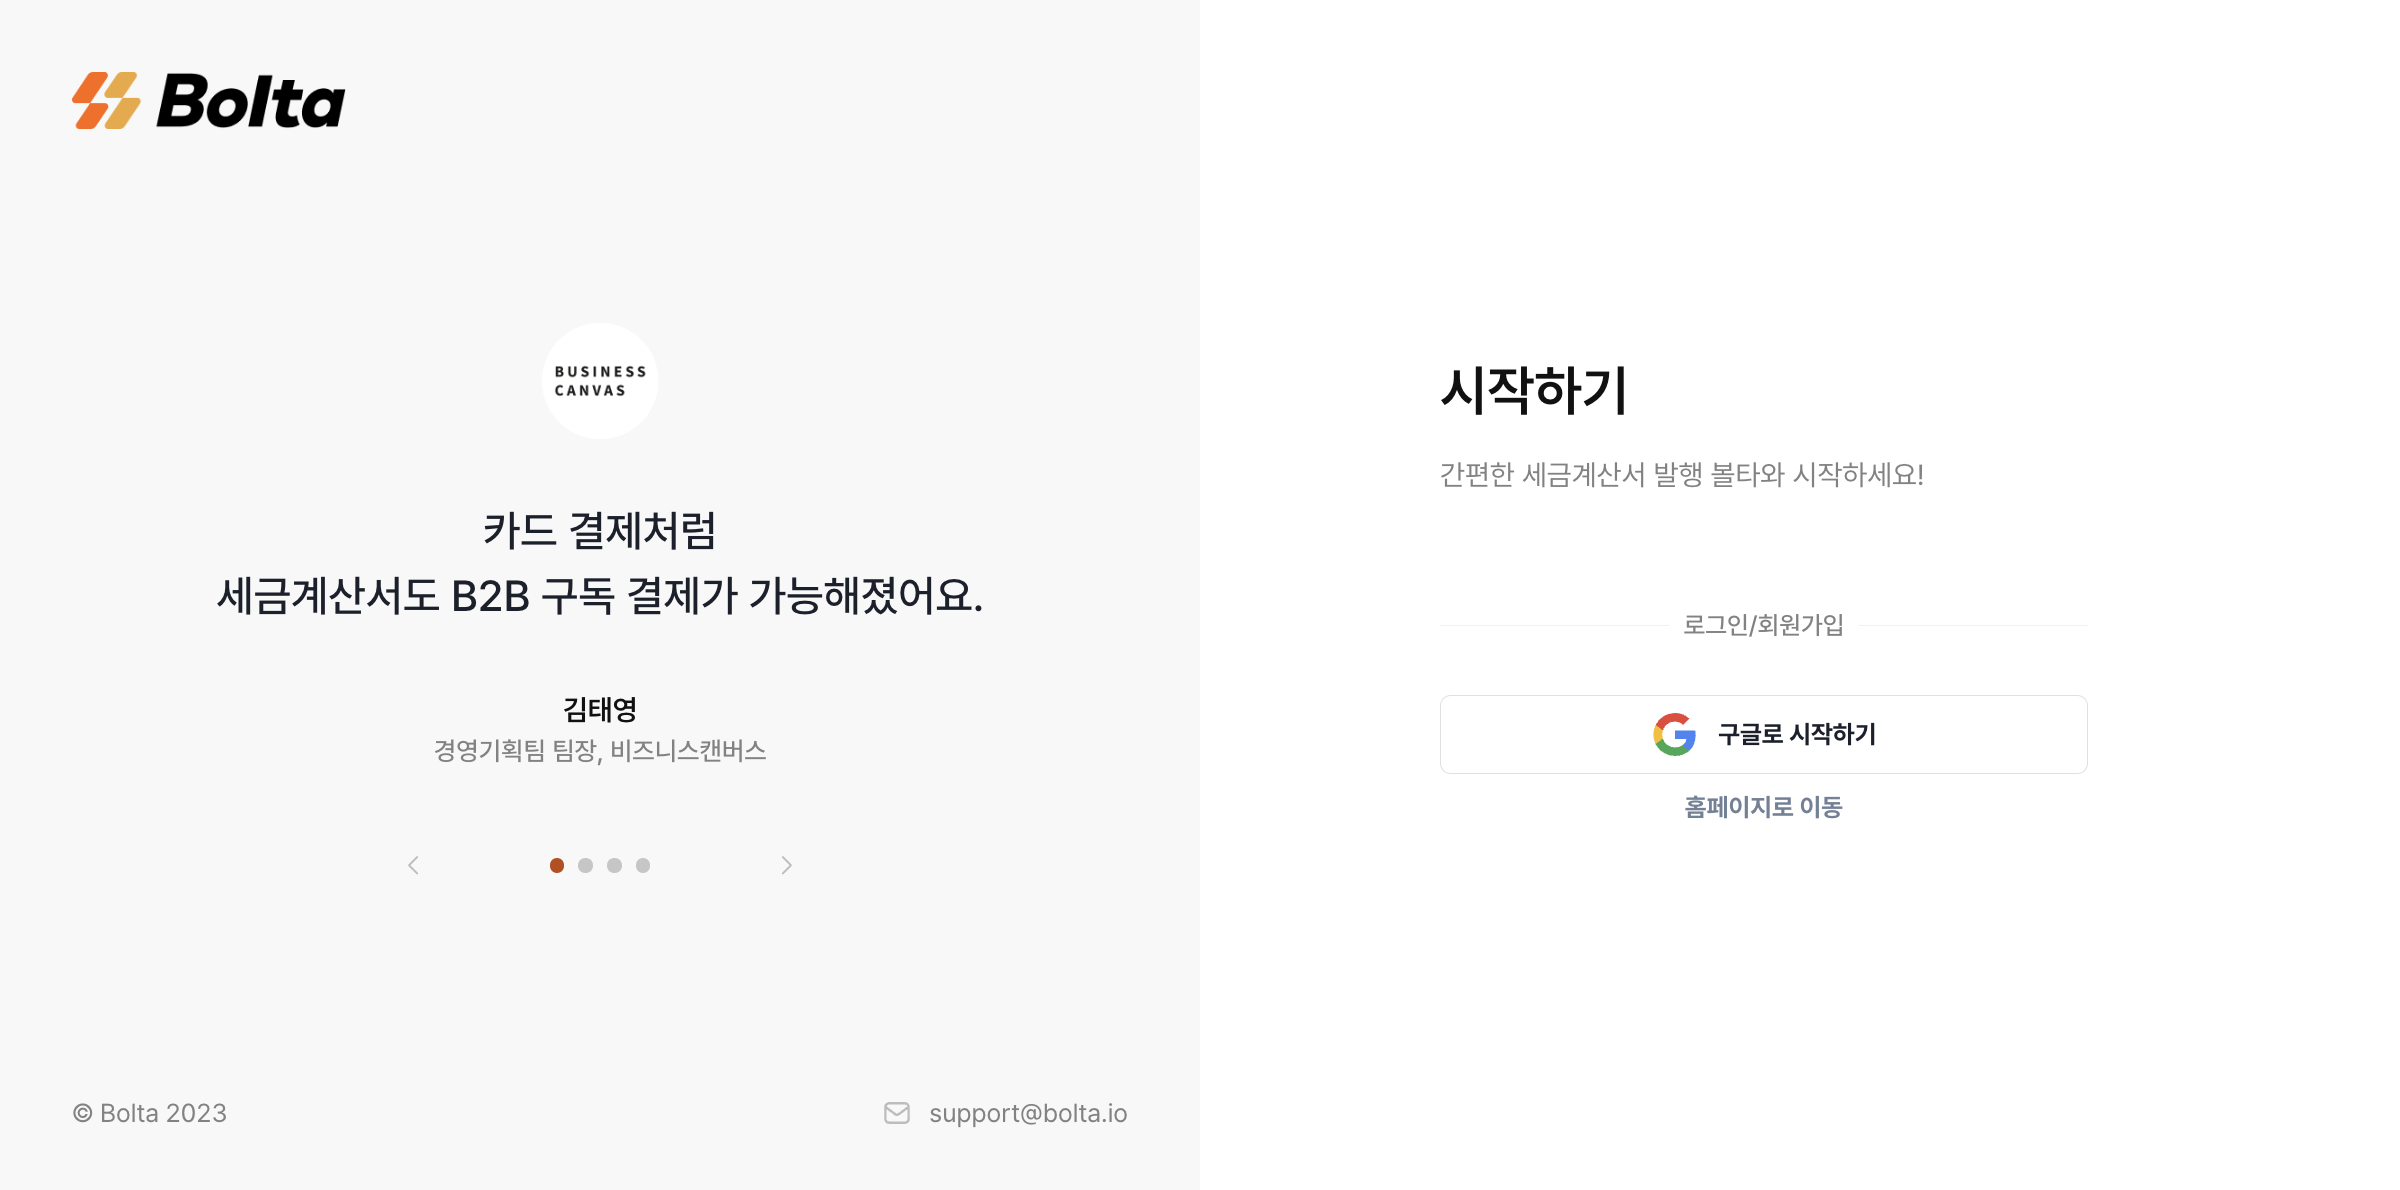 Bolta
BUSINESS
CANVAS
카드 결제처럼
세금계산서도 B2B 구독 결제가 가능해졌어요.
김태영
경영기획팀 팀장, 비즈니스캔버스
© Bolta 2023
support@bolta.io
시작하기
간편한 세금계산서 발행 볼타와 시작하세요!
로그인/회원가입
구글로 시작하기
홈페이지로 이동